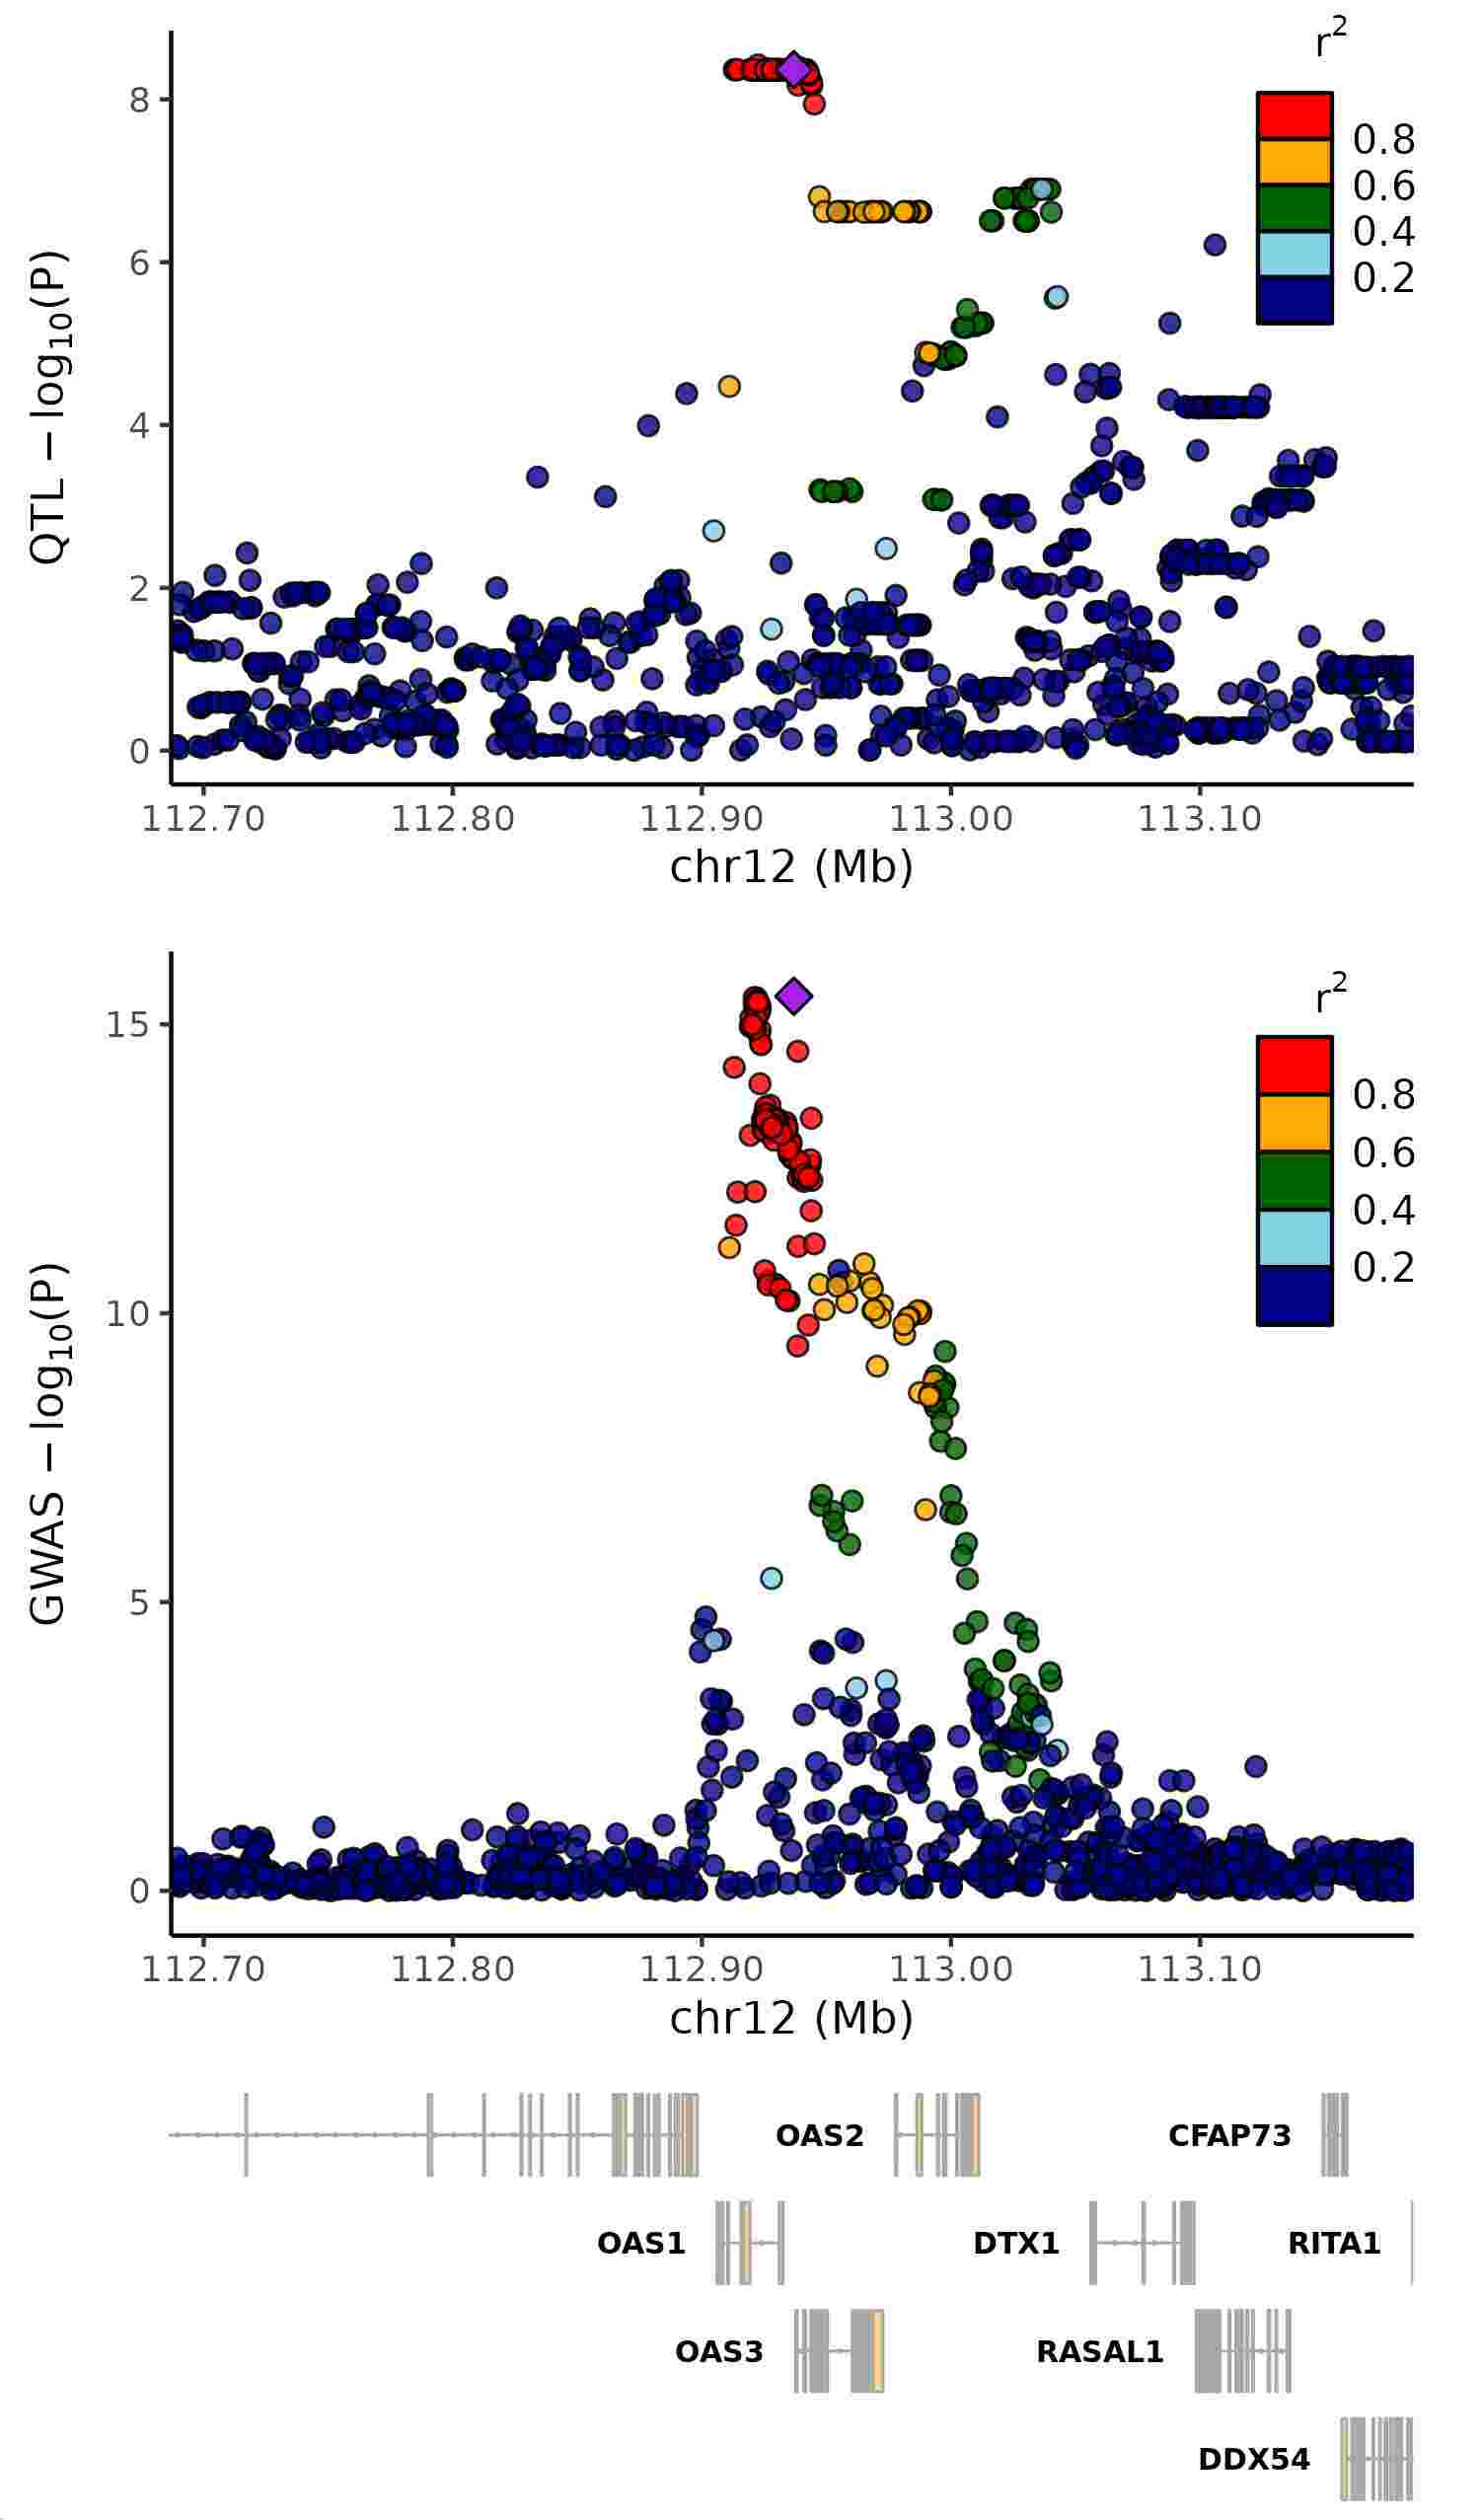 r2
8
6
4
2
0
0.8
0.6
0.4
0.2
QTL − log10(P)
112.70 112.80 112.90 113.00 113.10
chr12 (Mb)
r2
15
10
5
0
0.8
0.6
0.4
0.2
GWAS − log10(P)
112.70 112.80 112.90 113.00 113.10
chr12 (Mb)
OAS2 CFAP73
OAS1 DTX1 RITA1
OAS3 RASAL1
DDX54